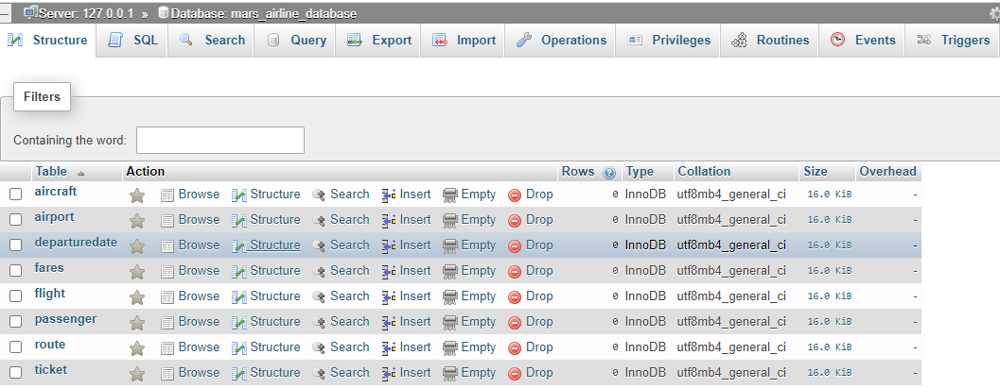 Server: 127.0.0.1 » Database: mars_airline_database
Structure SQL Search Query Export Import Operations Privileges Routines Events Triggers
Filters
Containing the word:
Table Action Rows Type Collation Size Overhead
aircraft Browse Structure Search Insert Empty Drop 0 InnoDB utf8mb4_general_ci 16.0 KiB -
airport Browse Structure Search Insert Empty Drop 0 InnoDB utf8mb4_general_ci 16.0 KiB -
departuredate Browse Structure Search Insert Empty Drop 0 InnoDB utf8mb4_general_ci 16.0 KiB -
fares Browse Structure Search Insert Empty Drop 0 InnoDB utf8mb4_general_ci 16.0 KiB -
flight Browse Structure Search Insert Empty Drop 0 InnoDB utf8mb4_general_ci 16.0 KiB -
passenger Browse Structure Search Insert Empty Drop 0 InnoDB utf8mb4_general_ci 16.0 KiB -
route Browse Structure Search Insert Empty Drop 0 InnoDB utf8mb4_general_ci 16.0 KiB -
ticket Browse Structure Search Insert Empty Drop 0 InnoDB utf8mb4_general_ci 16.0 KiB -